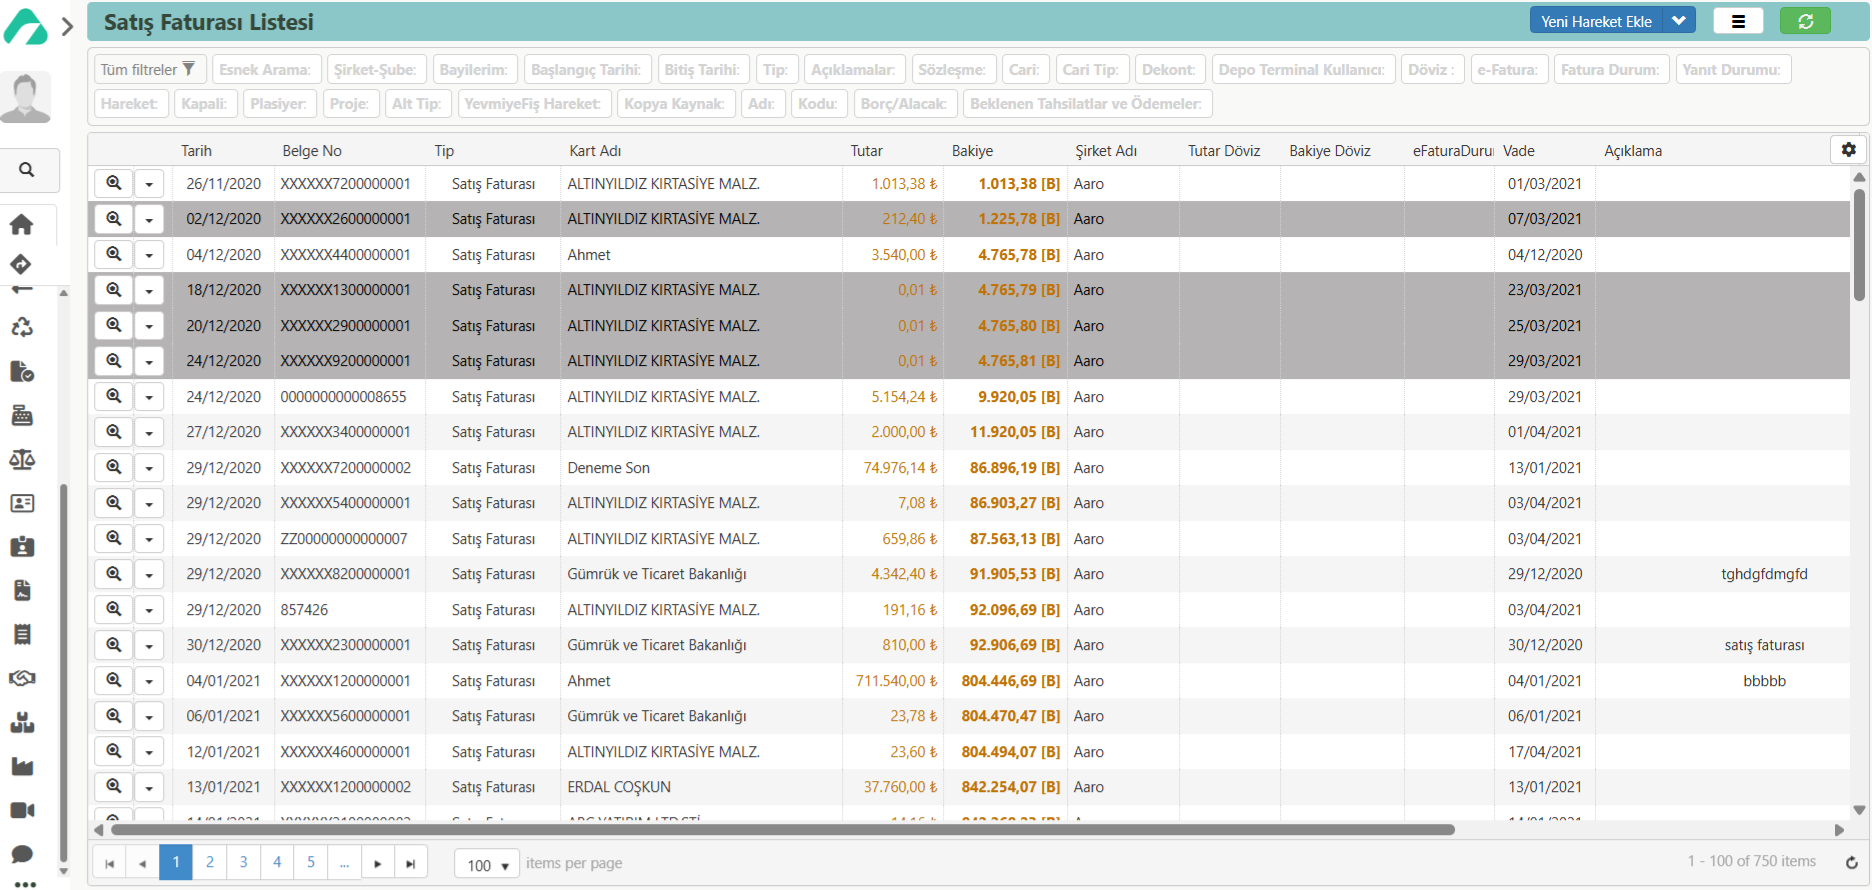 Satış Faturası Listesi
Yeni Hareket Ekle
Tüm filtreler Esnek Arama: Şirket-Şube: Bayilerim: Başlangıç Tarihi: Bitiş Tarihi: Tip: Açıklamalar: Sözleşme: Cari: Cari Tip: Dekont: Depo Terminal Kullanıcı: Döviz : e-Fatura: Fatura Durum: Yanıt Durumu:
Hareket: Kapali: Plasiyer: Proje: Alt Tip: YevmiyeFiş Hareket: Kopya Kaynak: Adı: Kodu: Borç/Alacak: Beklenen Tahsilatlar ve Ödemeler:
Tarih Belge No Tip Kart Adı Tutar Bakiye Şirket Adı Tutar Döviz Bakiye Döviz eFaturaDuru Vade Açıklama
26/11/2020 XXXXXX7200000001 Satış Faturası ALTINYILDIZ KIRTASİYE MALZ. 1.013,38 ₺ 1.013,38 [B] Aaro 01/03/2021
02/12/2020 XXXXXX2600000001 Satış Faturası ALTINYILDIZ KIRTASİYE MALZ. 212,40 ₺ 1.225,78 [B] Aaro 07/03/2021
04/12/2020 XXXXXX4400000001 Satış Faturası Ahmet 3.540,00 ₺ 4.765,78 [B] Aaro 04/12/2020
18/12/2020 XXXXXX1300000001 Satış Faturası ALTINYILDIZ KIRTASİYE MALZ. 0,01 ₺ 4.765,79 [B] Aaro 23/03/2021
20/12/2020 XXXXXX2900000001 Satış Faturası ALTINYILDIZ KIRTASİYE MALZ. 0,01 ₺ 4.765,80 [B] Aaro 25/03/2021
24/12/2020 XXXXXX9200000001 Satış Faturası ALTINYILDIZ KIRTASİYE MALZ. 0,01 ₺ 4.765,81 [B] Aaro 29/03/2021
24/12/2020 0000000000008655 Satış Faturası ALTINYILDIZ KIRTASİYE MALZ. 5.154,24 ₺ 9.920,05 [B] Aaro 29/03/2021
27/12/2020 XXXXXX3400000001 Satış Faturası ALTINYILDIZ KIRTASİYE MALZ. 2.000,00 ₺ 11.920,05 [B] Aaro 01/04/2021
29/12/2020 XXXXXX7200000002 Satış Faturası Deneme Son 74.976,14 ₺ 86.896,19 [B] Aaro 13/01/2021
29/12/2020 XXXXXX5400000001 Satış Faturası ALTINYILDIZ KIRTASİYE MALZ. 7,08 ₺ 86.903,27 [B] Aaro 03/04/2021
29/12/2020 ZZ00000000000007 Satış Faturası ALTINYILDIZ KIRTASİYE MALZ. 659,86 ₺ 87.563,13 [B] Aaro 03/04/2021
29/12/2020 XXXXXX8200000001 Satış Faturası Gümrük ve Ticaret Bakanlığı 4.342,40 ₺ 91.905,53 [B] Aaro 29/12/2020 tghdgfdmgfd
29/12/2020 857426 Satış Faturası ALTINYILDIZ KIRTASİYE MALZ. 191,16 ₺ 92.096,69 [B] Aaro 03/04/2021
30/12/2020 XXXXXX2300000001 Satış Faturası Gümrük ve Ticaret Bakanlığı 810,00 ₺ 92.906,69 [B] Aaro 30/12/2020 satış faturası
04/01/2021 XXXXXX1200000001 Satış Faturası Ahmet 711.540,00 ₺ 804.446,69 [B] Aaro 04/01/2021 bbbbb
06/01/2021 XXXXXX5600000001 Satış Faturası Gümrük ve Ticaret Bakanlığı 23,78 ₺ 804.470,47 [B] Aaro 06/01/2021
12/01/2021 XXXXXX4600000001 Satış Faturası ALTINYILDIZ KIRTASİYE MALZ. 23,60 ₺ 804.494,07 [B] Aaro 17/04/2021
13/01/2021 XXXXXX1200000002 Satış Faturası ERDAL COŞKUN 37.760,00 ₺ 842.254,07 [B] Aaro 13/01/2021
1 2 3 4 5 ... 100 items per page 1 - 100 of 750 items